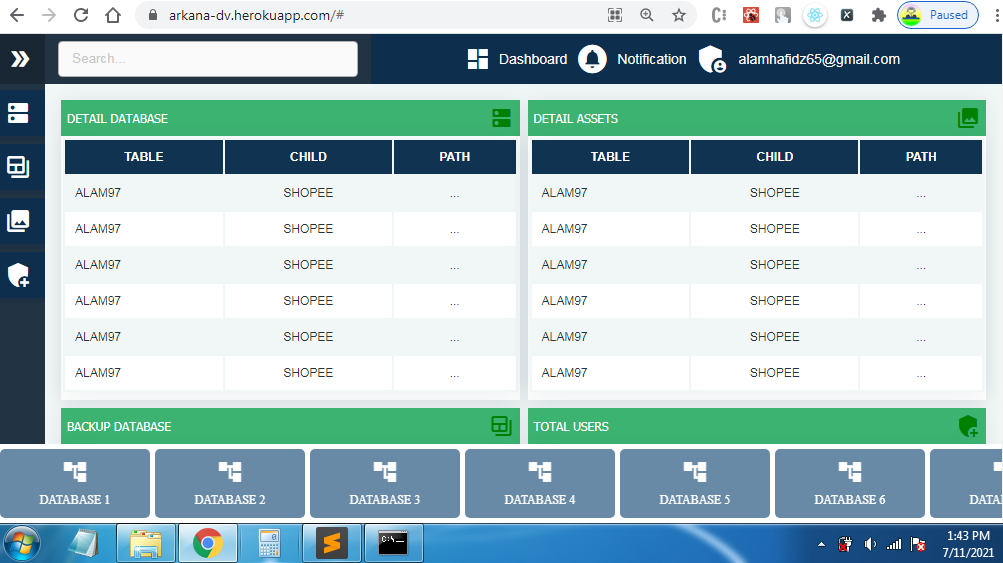 arkana-dv.herokuapp.com/#
Paused
Search...
Dashboard
Notification
alamhafidz65@gmail.com
DETAIL DATABASE
DETAIL ASSETS
TABLE CHILD PATH TABLE CHILD PATH
ALAM97 SHOPEE ... ALAM97 SHOPEE ...
ALAM97 SHOPEE ... ALAM97 SHOPEE ...
ALAM97 SHOPEE ... ALAM97 SHOPEE ...
ALAM97 SHOPEE ... ALAM97 SHOPEE ...
ALAM97 SHOPEE ... ALAM97 SHOPEE ...
ALAM97 SHOPEE ... ALAM97 SHOPEE ...
BACKUP DATABASE
TOTAL USERS
DATABASE 1 DATABASE 2 DATABASE 3 DATABASE 4 DATABASE 5 DATABASE 6 DATA
C:\_
1:43 PM
7/11/2021